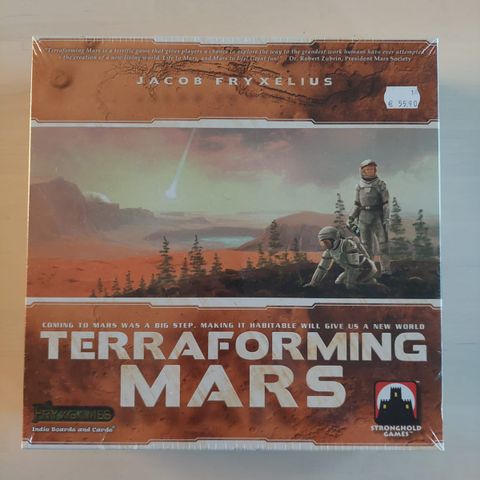 "Terraforming Mars is a terrific game that gives players a chance to explore the way to the grandest work humans have ever attempted
- the creation of a new living world. Life to Mars, and Mars to life! Great fun!" Dr. Robert Zubrin, President Mars Society
JACOB FRYXELIUS
€ 55,90
COMING TO MARS WAS A BIG STEP. MAKING IT HABITABLE WILL GIVE US A NEW WORLD
TERRAFORMING
MARS
FRYXGAMES
Indie Boards and Cards
STRONGHOLD
GAMES